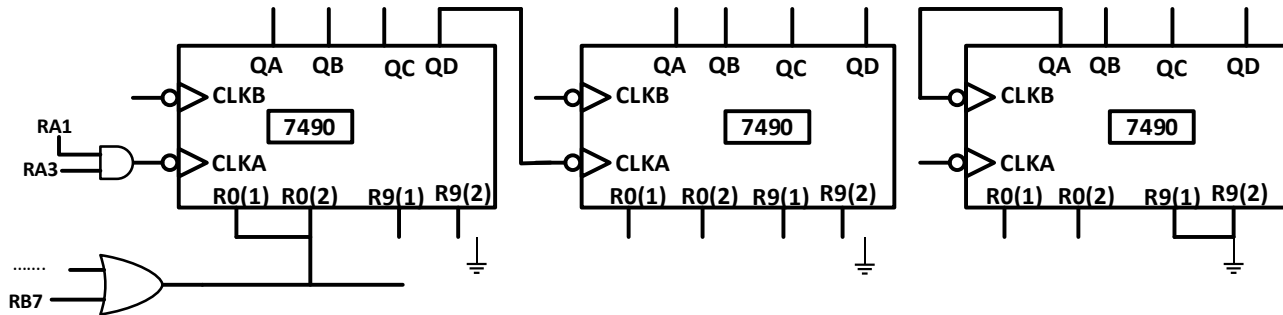 QA QB QC QD
QA QB QC QD
QA QB QC QD
CLKB
CLKB
CLKB
7490
7490
7490
RA1
RA3
CLKA
CLKA
CLKA
R0(1) R0(2) R9(1) R9(2)
R0(1) R0(2) R9(1) R9(2)
R0(1) R0(2) R9(1) R9(2)
.......
RB7